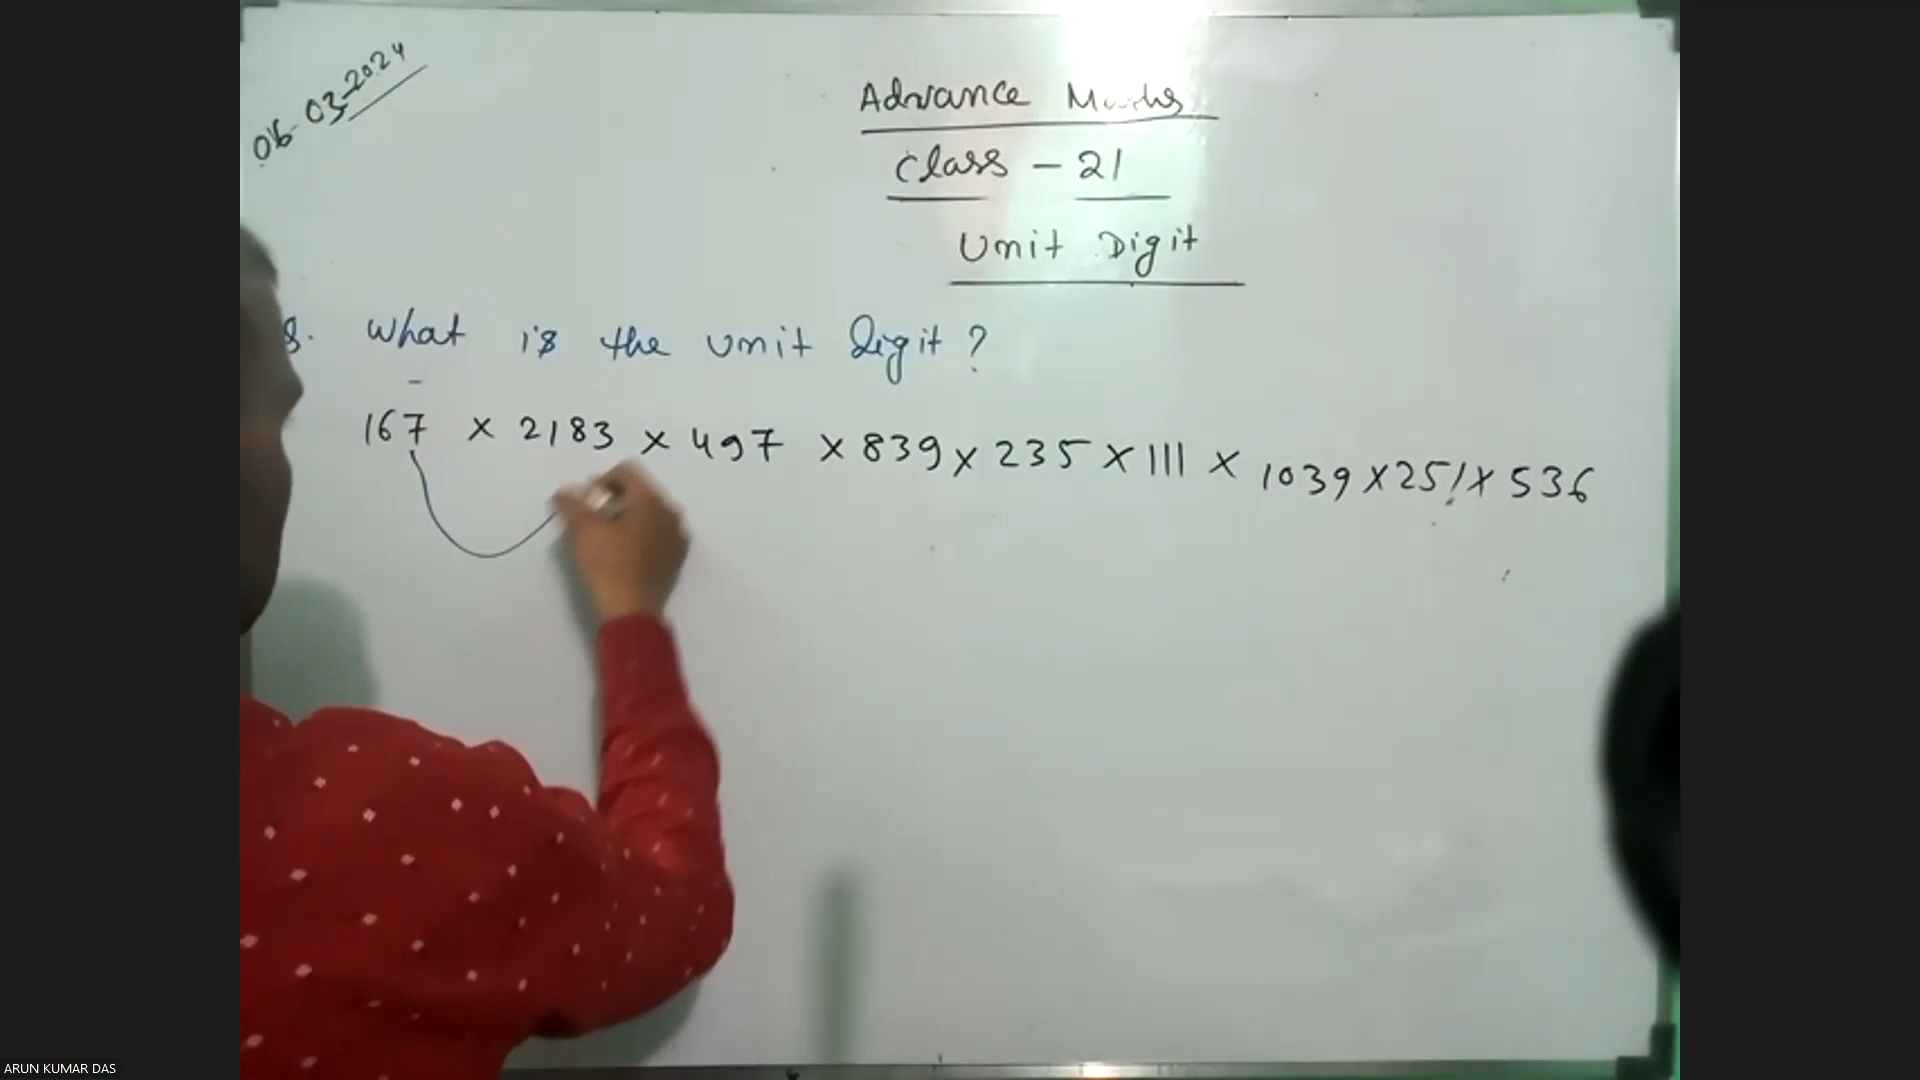 06-03-2024
Advance Maths
Class - 21
Unit Digit
8. What is the unit digit?
167 × 2183 × 497 × 839 × 235 × 111 × 1039 × 251 × 536
ARUN KUMAR DAS